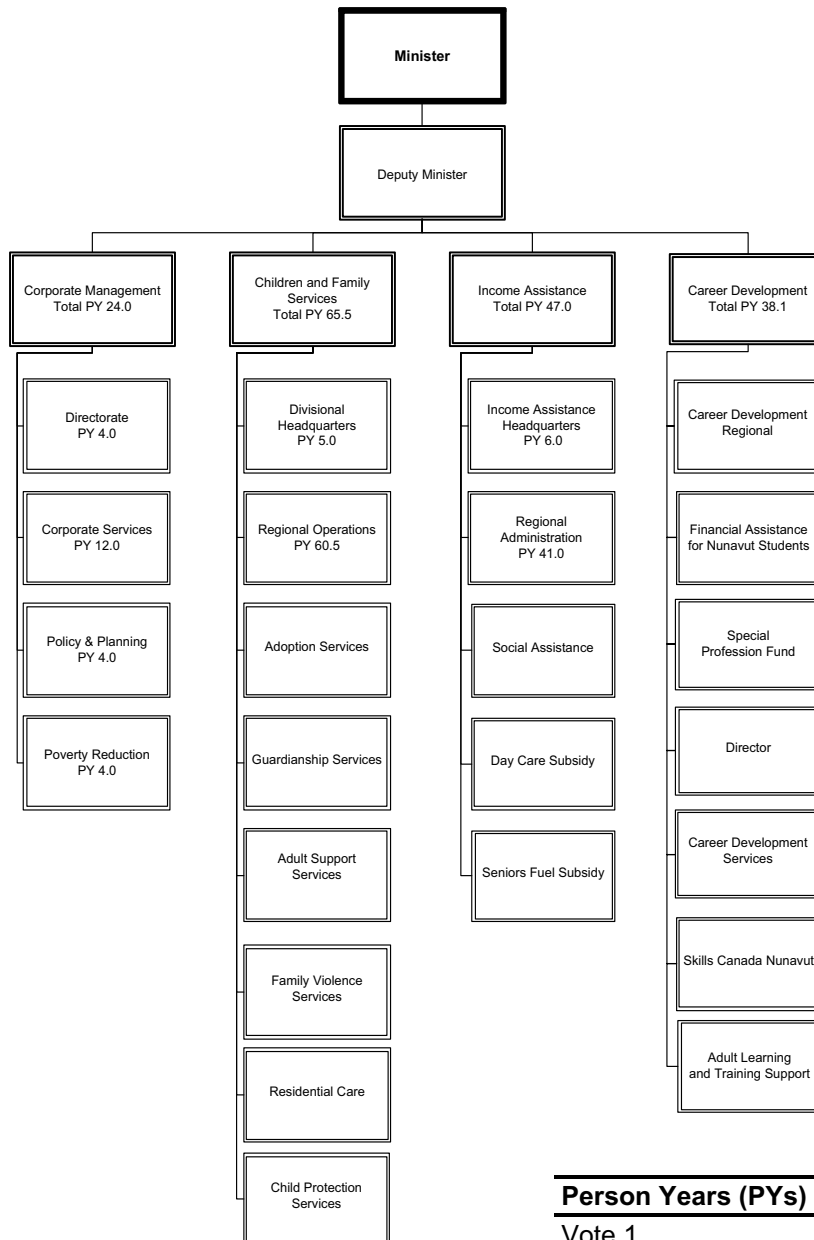 Minister
Deputy Minister
Corporate Management
Total PY 24.0
Children and Family
Services
Total PY 65.5
Income Assistance
Total PY 47.0
Career Development
Total PY 38.1
Directorate
PY 4.0
Corporate Services
PY 12.0
Policy & Planning
PY 4.0
Poverty Reduction
PY 4.0
Divisional
Headquarters
PY 5.0
Regional Operations
PY 60.5
Adoption Services
Guardianship Services
Adult Support
Services
Family Violence
Services
Residential Care
Child Protection
Services
Income Assistance
Headquarters
PY 6.0
Regional
Administration
PY 41.0
Social Assistance
Day Care Subsidy
Seniors Fuel Subsidy
Career Development
Regional
Financial Assistance
for Nunavut Students
Special
Profession Fund
Director
Career Development
Services
Skills Canada Nunavut
Adult Learning
and Training Support
Person Years (PYs)
Vote 1